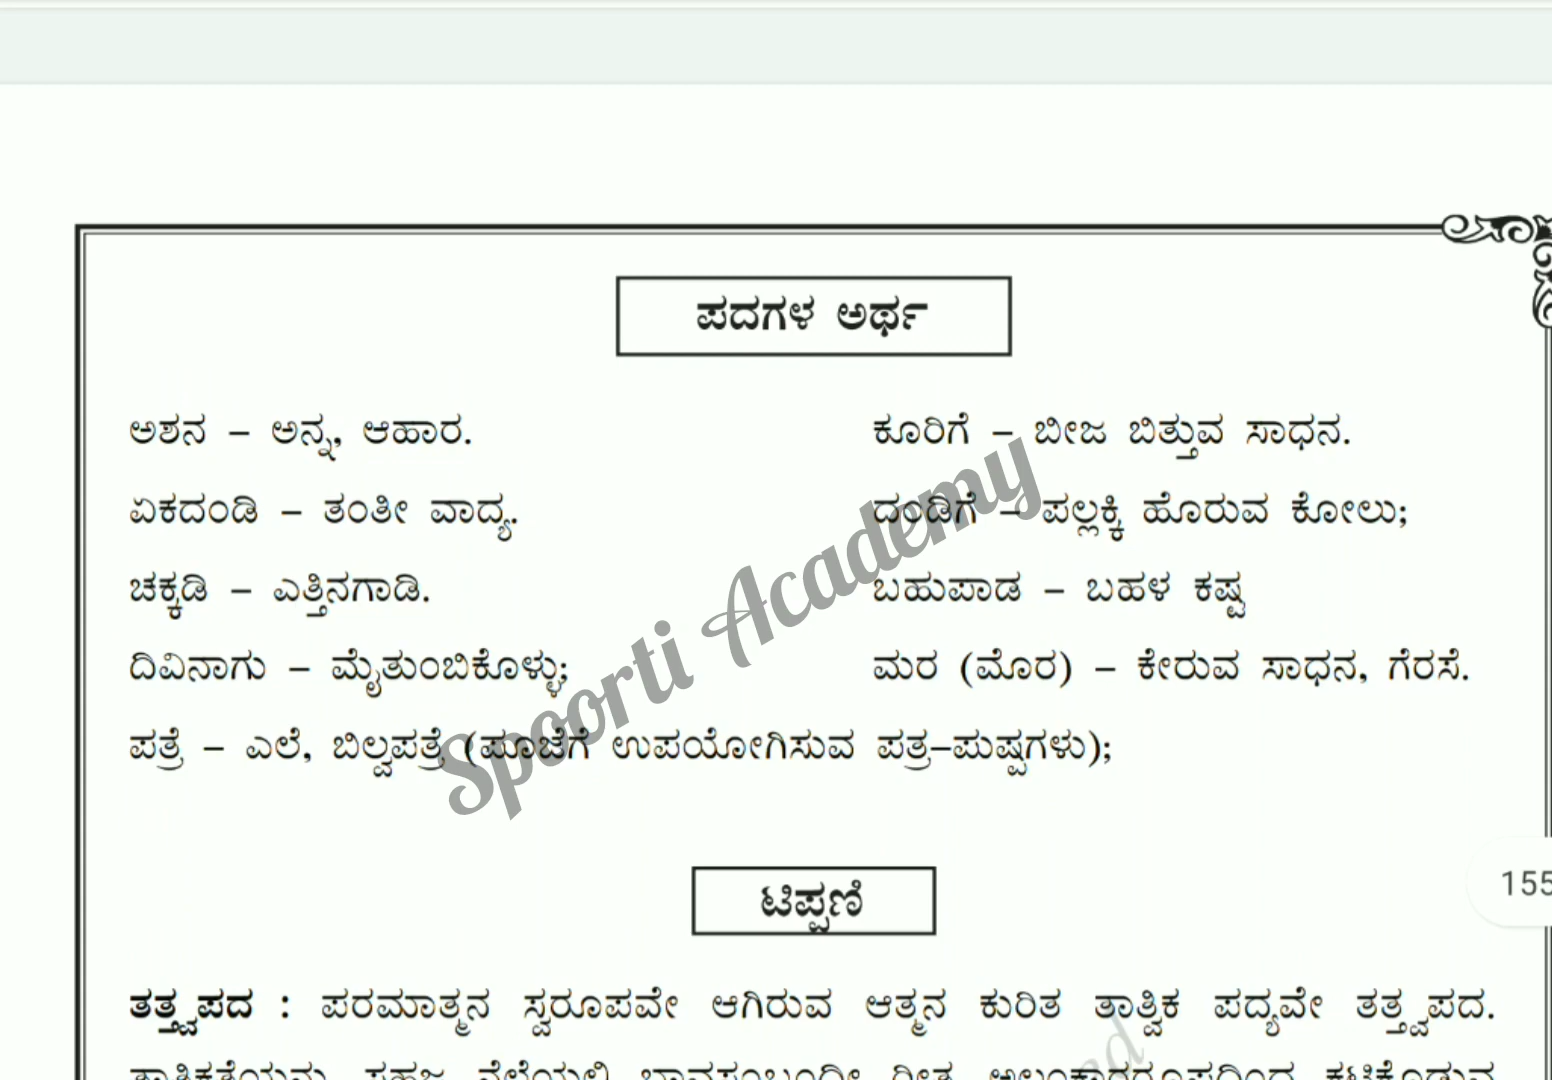 ಪದಗಳ ಅರ್ಥ
ಅಶನ – ಅನ್ನ, ಆಹಾರ.
ಕೂರಿಗೆ – ಬೀಜ ಬಿತ್ತುವ ಸಾಧನ.
ಏಕದಂಡಿ – ತಂತೀ ವಾದ್ಯ.
ದಂಡಿಗೆ – ಪಲ್ಲಕ್ಕಿ ಹೊರುವ ಕೋಲು;
ಚಕ್ಕಡಿ – ಎತ್ತಿನಗಾಡಿ.
ಬಹುಪಾಡ – ಬಹಳ ಕಷ್ಟ
ದಿವಿನಾಗು – ಮೈತುಂಬಿಕೊಳ್ಳು;
ಮರ (ಮೊರ) – ಕೇರುವ ಸಾಧನ, ಗೆರಸೆ.
ಪತ್ರೆ – ಎಲೆ, ಬಿಲ್ವಪತ್ರೆ (ಪೂಜೆಗೆ ಉಪಯೋಗಿಸುವ ಪತ್ರ–ಪುಷ್ಪಗಳು);
Spoorti Academy
155
ಟಿಪ್ಪಣಿ
ತತ್ತ್ವಪದ : ಪರಮಾತ್ಮನ ಸ್ವರೂಪವೇ ಆಗಿರುವ ಆತ್ಮನ ಕುರಿತ ತಾತ್ವಿಕ ಪದ್ಯವೇ ತತ್ತ್ವಪದ.